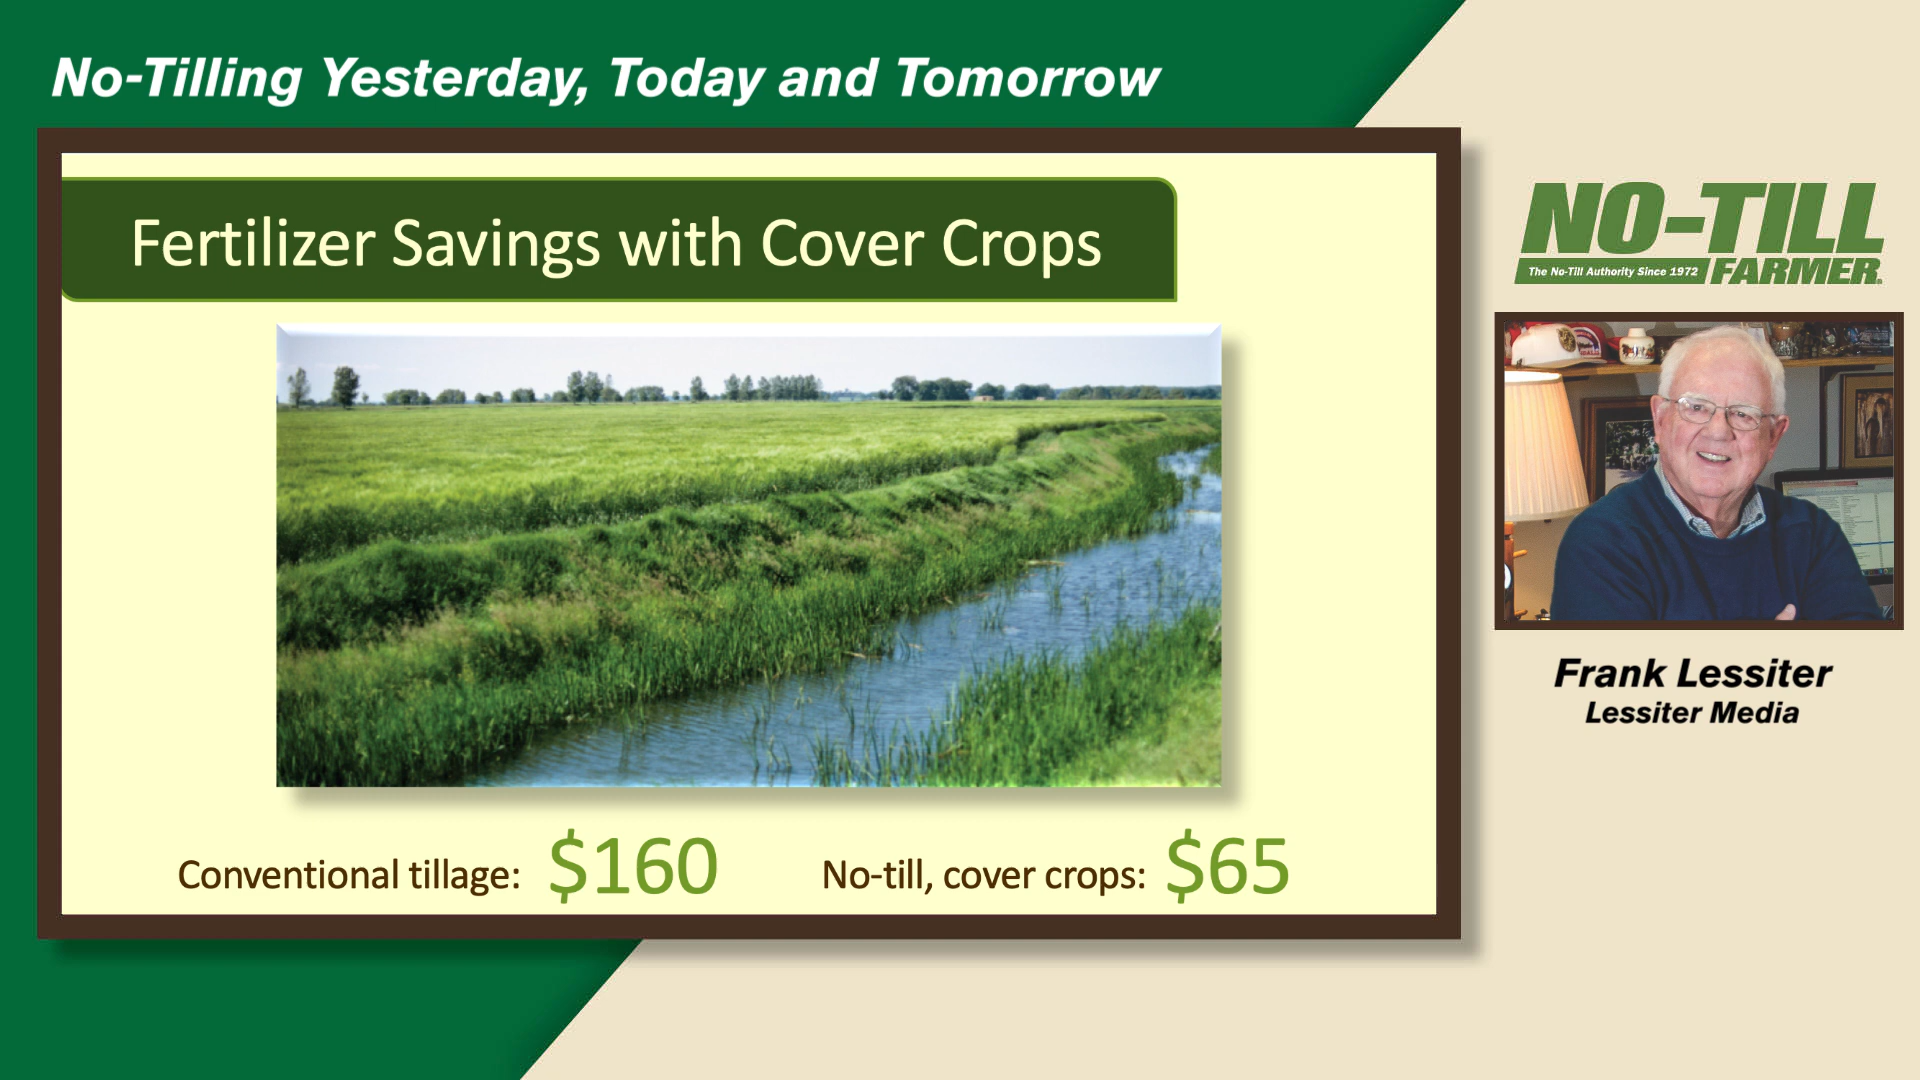 No-Tilling Yesterday, Today and Tomorrow
Fertilizer Savings with Cover Crops
Conventional tillage: $160
No-till, cover crops: $65
NO-TILL
The No-Till Authority Since 1972 FARMER®
Frank Lessiter
Lessiter Media